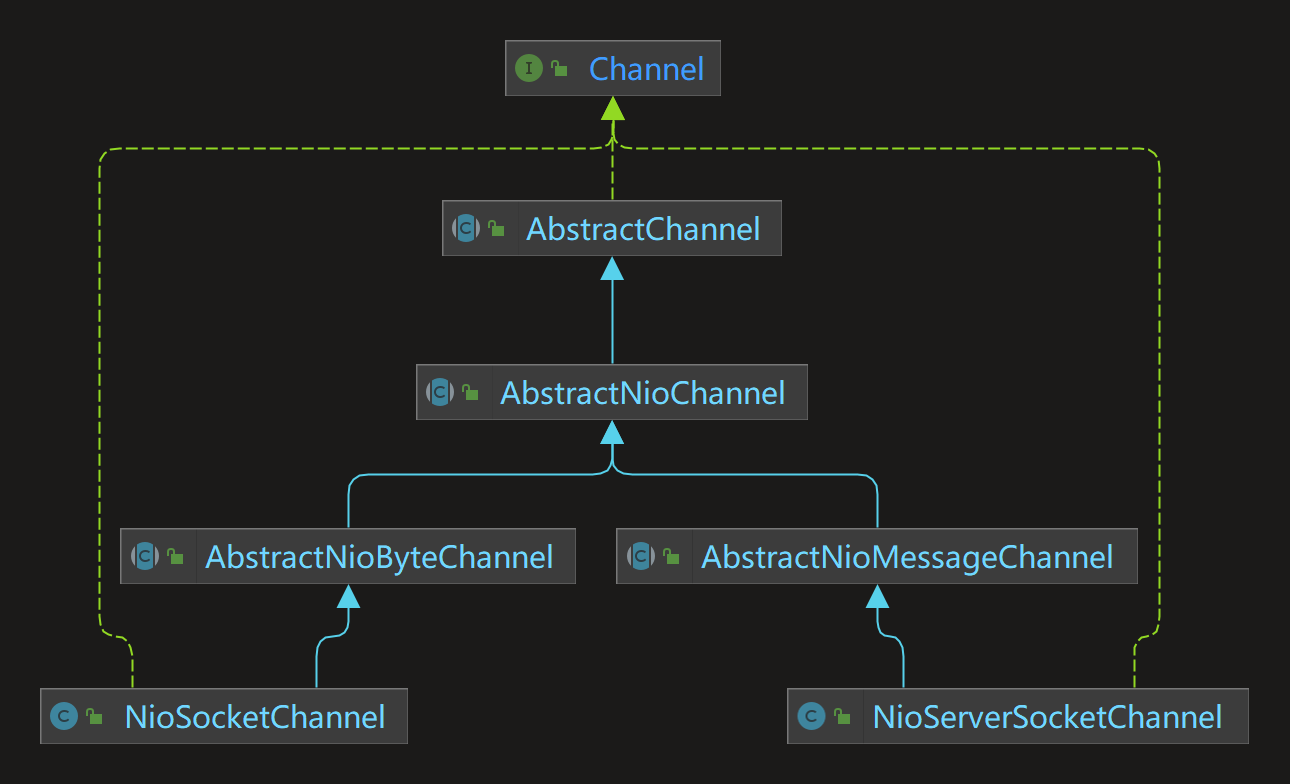 I Channel
C AbstractChannel
C AbstractNioChannel
C AbstractNioByteChannel
C AbstractNioMessageChannel
C NioSocketChannel
C NioServerSocketChannel